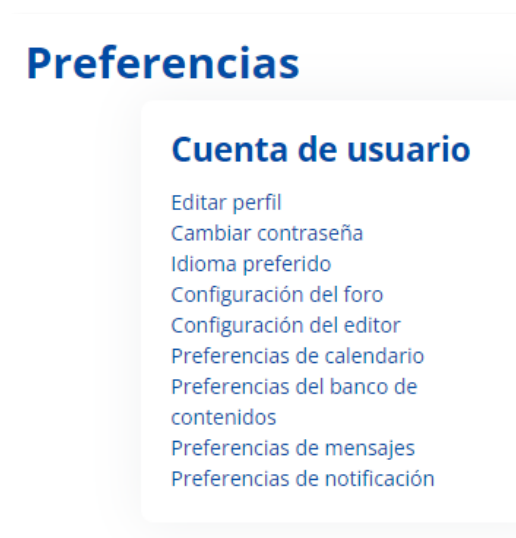 Preferencias
Cuenta de usuario
Editar perfil
Cambiar contraseña
Idioma preferido
Configuración del foro
Configuración del editor
Preferencias de calendario
Preferencias del banco de
contenidos
Preferencias de mensajes
Preferencias de notificación